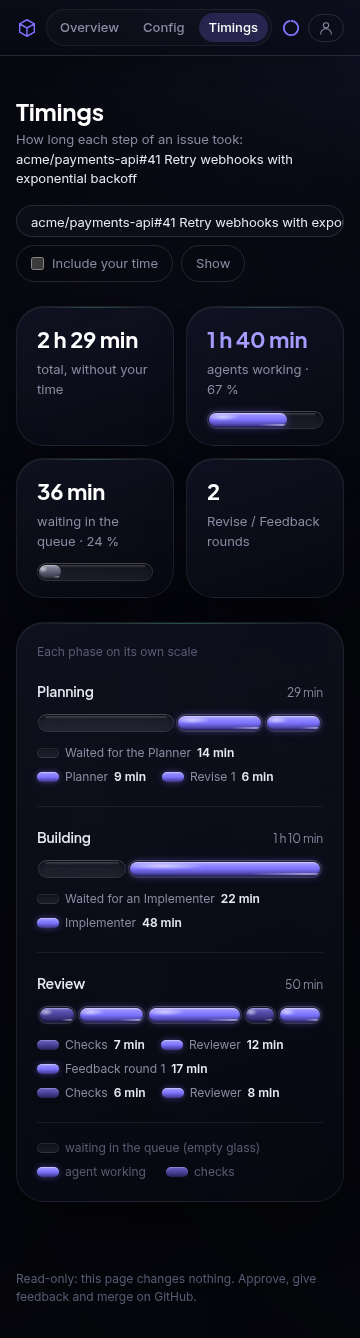 Overview Config Timings
Timings
How long each step of an issue took:
acme/payments-api#41 Retry webhooks with
exponential backoff
acme/payments-api#41 Retry webhooks with expo
Include your time Show
2 h 29 min
total, without your
time
1 h 40 min
agents working ·
67 %
36 min
waiting in the
queue · 24 %
2
Revise / Feedback
rounds
Each phase on its own scale
Planning 29 min
Waited for the Planner 14 min
Planner 9 min Revise 1 6 min
Building 1 h 10 min
Waited for an Implementer 22 min
Implementer 48 min
Review 50 min
Checks 7 min Reviewer 12 min
Feedback round 1 17 min
Checks 6 min Reviewer 8 min
waiting in the queue (empty glass)
agent working checks
Read-only: this page changes nothing. Approve, give
feedback and merge on GitHub.